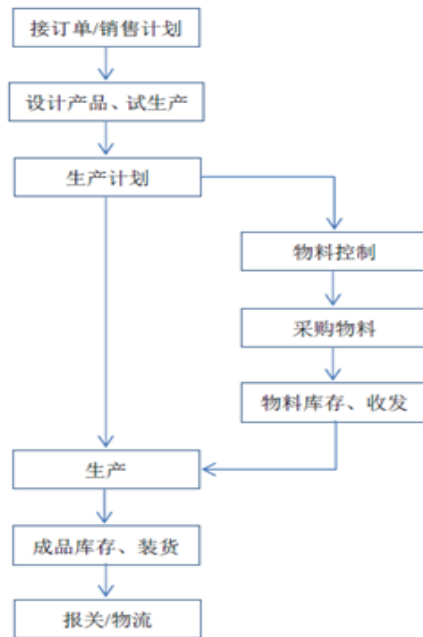 接订单/销售计划
设计产品、试生产
生产计划
物料控制
采购物料
物料库存、收发
生产
成品库存、装货
报关/物流